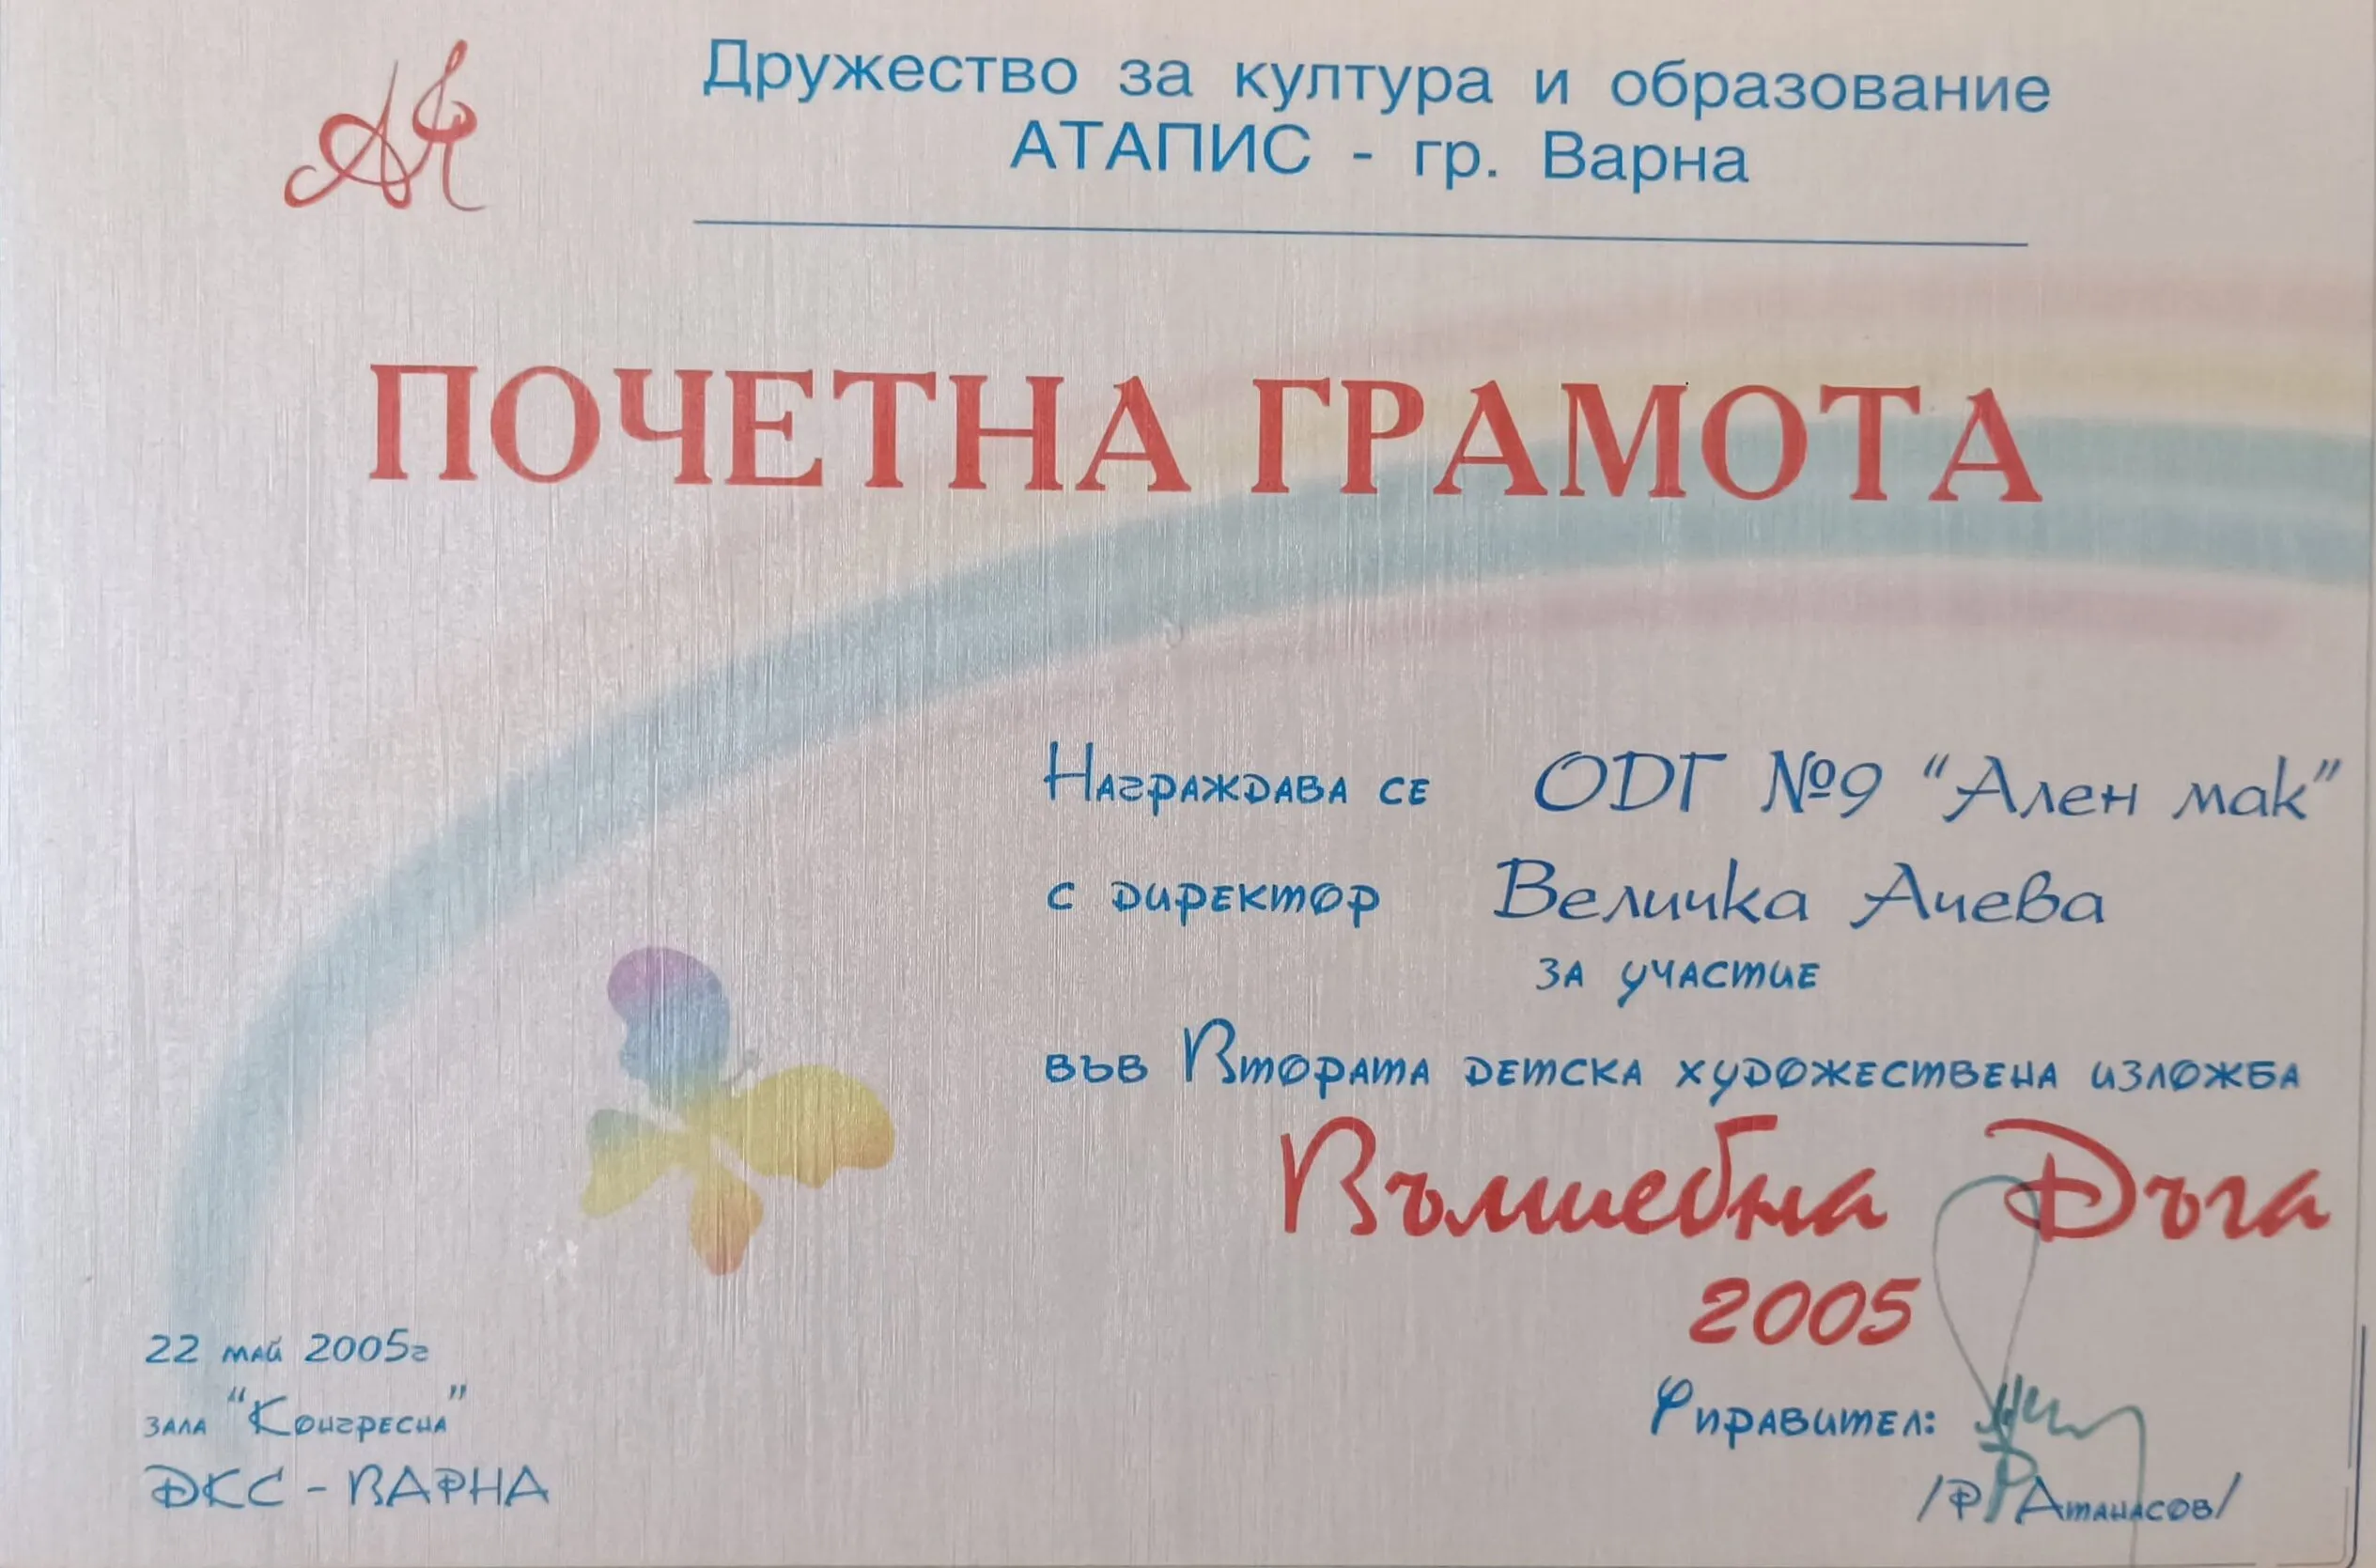 Дружество за култура и образование
АТАПИС - гр. Варна
ПОЧЕТНА ГРАМОТА
Награждава се ОДГ №9 "Ален мак"
с директор Величка Ачева
за участие
във Втората детска художествена изложба
Вълшебна Дъга
2005
22 май 2005г
зала "Конгресна"
ДКС - ВАРНА
Управител:
/Р Атанасов/